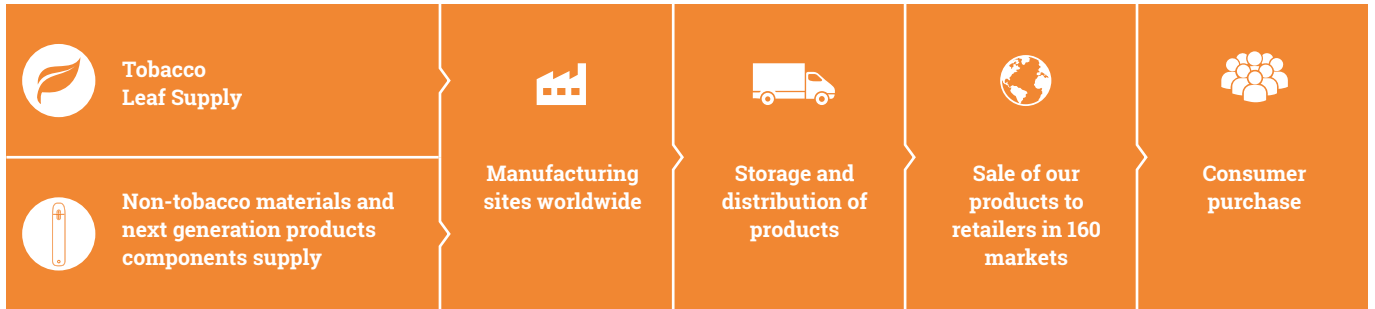 Tobacco
Leaf Supply
Non-tobacco materials and
next generation products
components supply
Manufacturing
sites worldwide
Storage and
distribution of
products
Sale of our
products to
retailers in 160
markets
Consumer
purchase